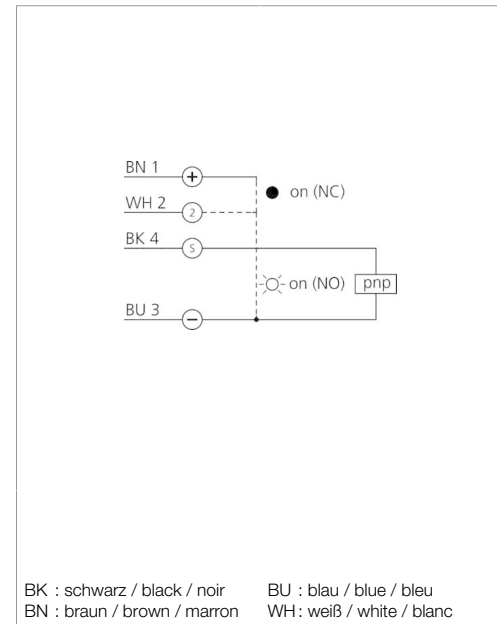 BN 1 +
on (NC)
WH 2 2
BK 4 S
on (NO) pnp
BU 3 −
BK : schwarz / black / noir BU : blau / blue / bleu
BN : braun / brown / marron WH : weiß / white / blanc